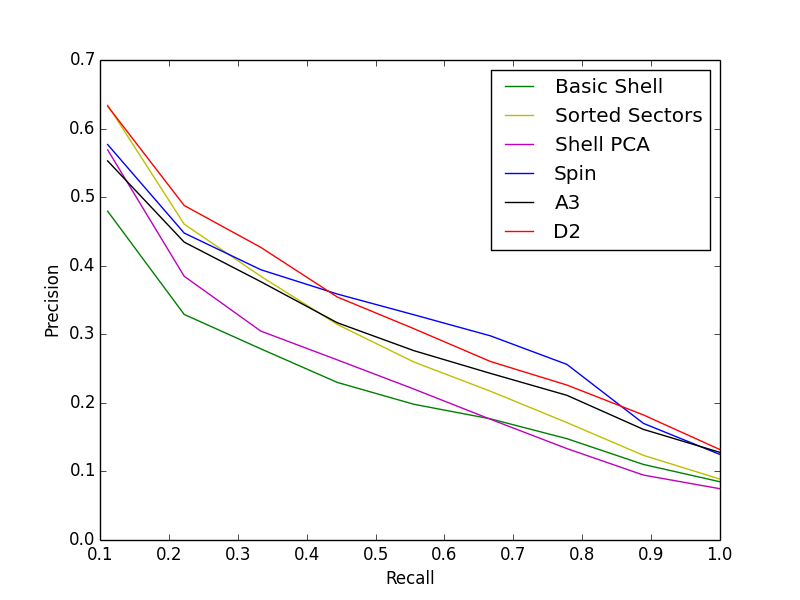 0.7
0.6
0.5
0.4
0.3
0.2
0.1
0.0
Precision
0.1 0.2 0.3 0.4 0.5 0.6 0.7 0.8 0.9 1.0
Recall
Basic Shell
Sorted Sectors
Shell PCA
Spin
A3
D2